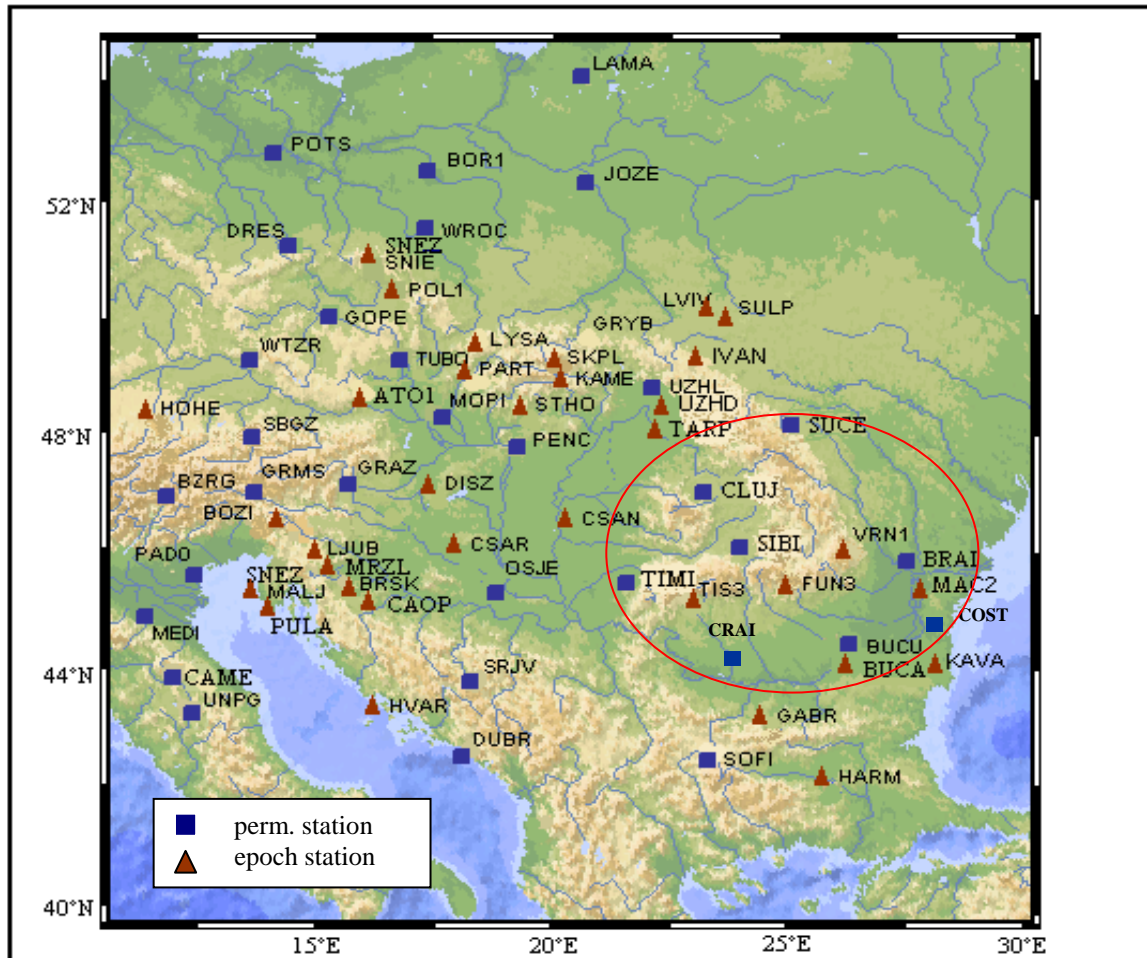 LAMA
POTS
BOR1
JOZE
52°N
DRES
WROC
SNEZ
SNIE
POL1
LVIV
SULP
GOPE
GRYB
LYSA
WTZR
TUBO
PART
SKPL
IVAN
KAME
UZHL
ATO1
MOPI
STHO
UZHD
HOHE
SBGZ
TARP
SUCE
48°N
PENC
BZRG
GRMS
GRAZ
DISZ
CLUJ
BOZI
CSAN
VRN1
PADO
LJUB
CSAR
SIBI
BRAI
MRZL
OSJE
TIMI
SNEZ
MALJ
BRSK
CAOP
TIS3
FUN3
MAC2
PULA
COST
MEDI
CRAI
BUCU
44°N
CAME
SRJV
BUCA
KAVA
UNPG
HVAR
GABR
DUBR
SOFI
HARM
perm. station
epoch station
40°N
15°E
20°E
25°E
30°E